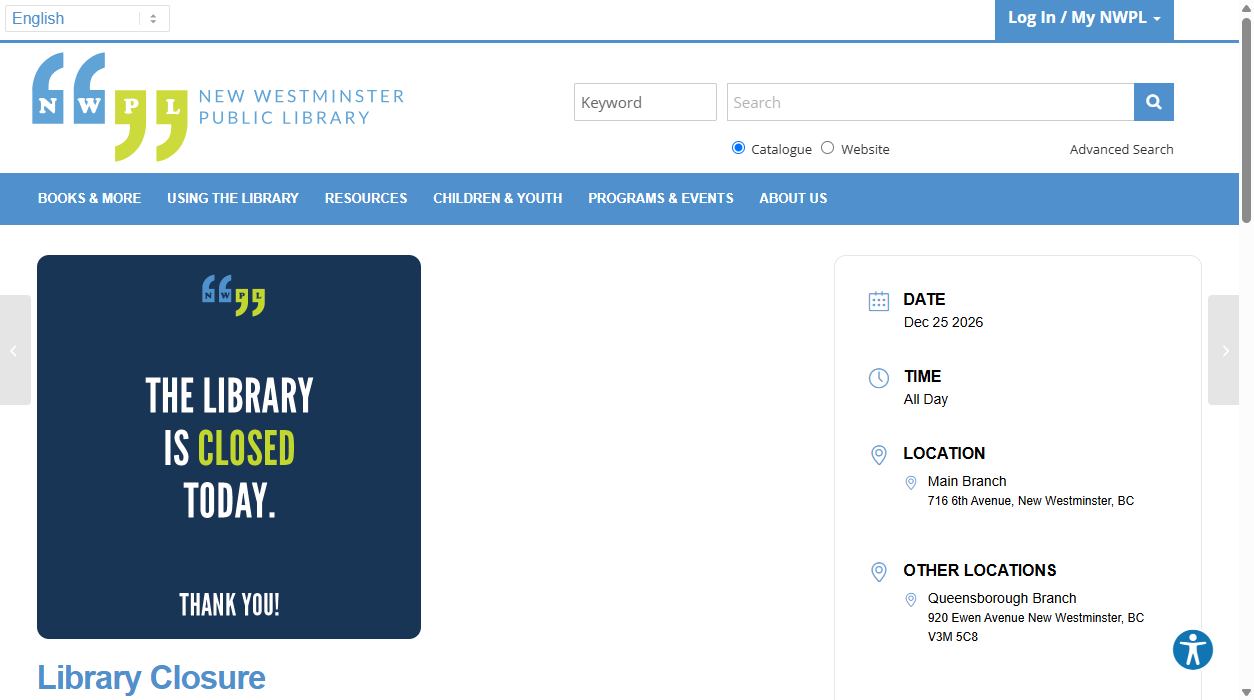 English
Log In / My NWPL
N W P L
NEW WESTMINSTER
PUBLIC LIBRARY
Keyword
Search
Catalogue
Website
Advanced Search
BOOKS & MORE
USING THE LIBRARY
RESOURCES
CHILDREN & YOUTH
PROGRAMS & EVENTS
ABOUT US
N W P L
THE LIBRARY
IS CLOSED
TODAY.
THANK YOU!
Library Closure
DATE
Dec 25 2026
TIME
All Day
LOCATION
Main Branch
716 6th Avenue, New Westminster, BC
OTHER LOCATIONS
Queensborough Branch
920 Ewen Avenue New Westminster, BC
V3M 5C8